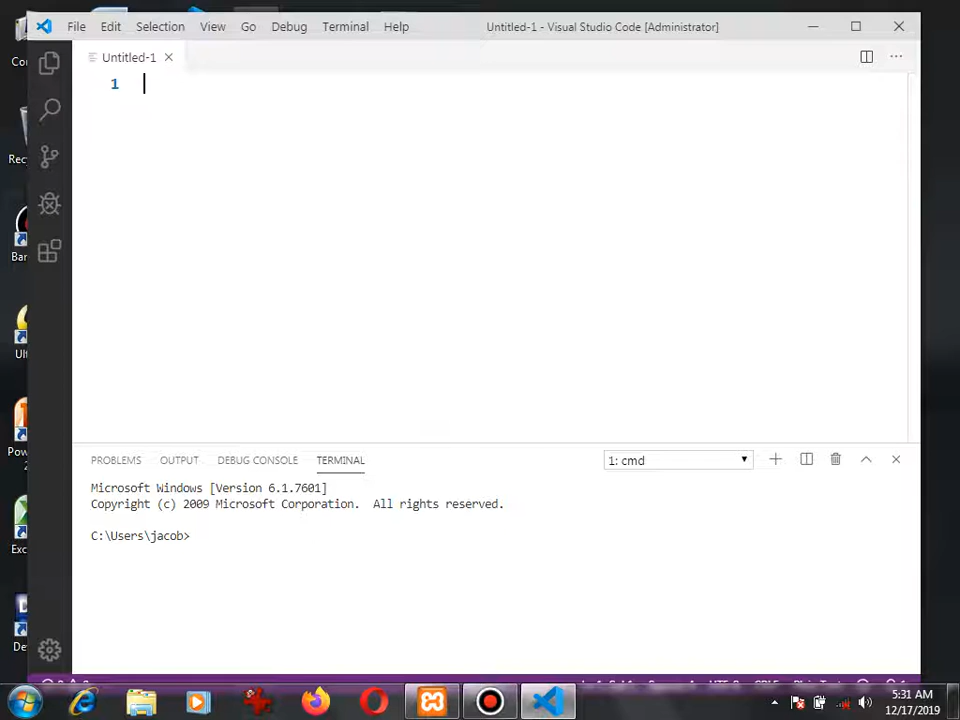 File Edit Selection View Go Debug Terminal Help Untitled-1 - Visual Studio Code [Administrator]
Untitled-1
1
PROBLEMS OUTPUT DEBUG CONSOLE TERMINAL 1: cmd
Microsoft Windows [Version 6.1.7601]
Copyright (c) 2009 Microsoft Corporation. All rights reserved.
C:\Users\jacob>
5:31 AM
12/17/2019